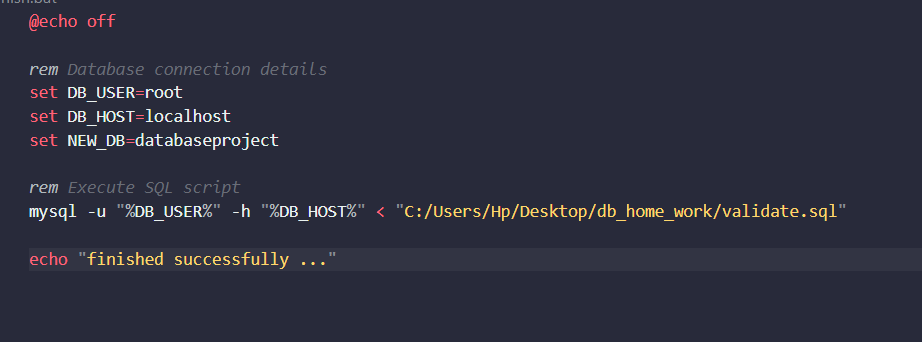 @echo off
rem Database connection details
set DB_USER=root
set DB_HOST=localhost
set NEW_DB=databaseproject
rem Execute SQL script
mysql -u "%DB_USER%" -h "%DB_HOST%" < "C:/Users/Hp/Desktop/db_home_work/validate.sql"
echo "finished successfully ..."